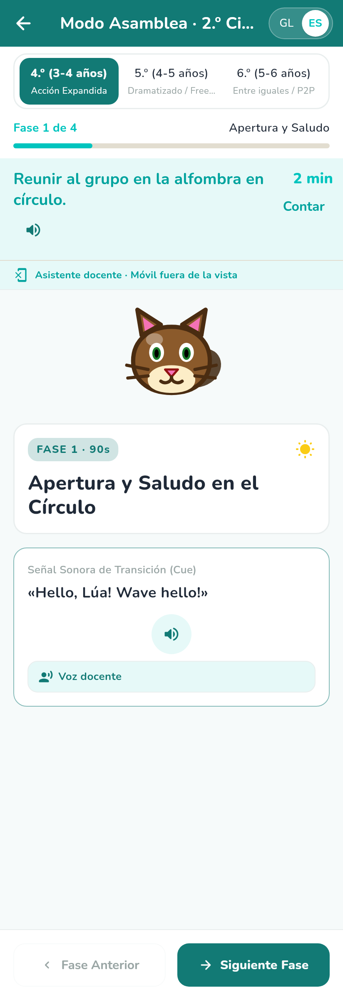 Modo Asamblea · 2.º Ci...
GL
ES
4.º (3-4 años)
Acción Expandida
5.º (4-5 años)
Dramatizado / Free...
6.º (5-6 años)
Entre iguales / P2P
Fase 1 de 4
Apertura y Saludo
Reunir al grupo en la alfombra en
círculo.
2 min
Contar
Asistente docente · Móvil fuera de la vista
FASE 1 · 90s
Apertura y Saludo en el
Círculo
Señal Sonora de Transición (Cue)
«Hello, Lúa! Wave hello!»
Voz docente
Fase Anterior
Siguiente Fase